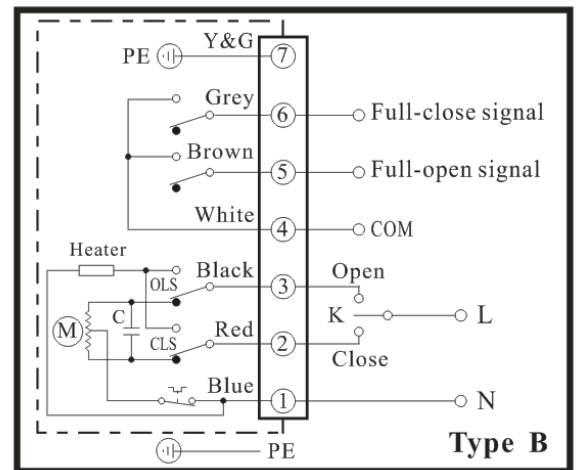 Y&G
PE
7
Grey
6
Full-close signal
Brown
5
Full-open signal
White
4
COM
Heater
OLS
Black
3
Open
M
C
K
L
CLS
Red
2
Close
Blue
1
N
PE
Type B